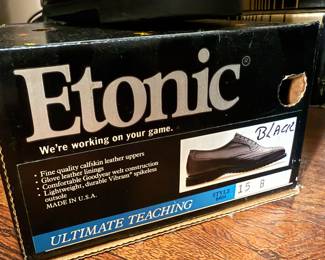 Etonic®
We're working on your game.
• Fine quality calfskin leather uppers
• Glove leather linings
• Comfortable Goodyear welt construction
• Lightweight, durable Vibram® spikeless
outsole
MADE IN U.S.A.
BLACK
ULTIMATE TEACHING
STYLE
15 B